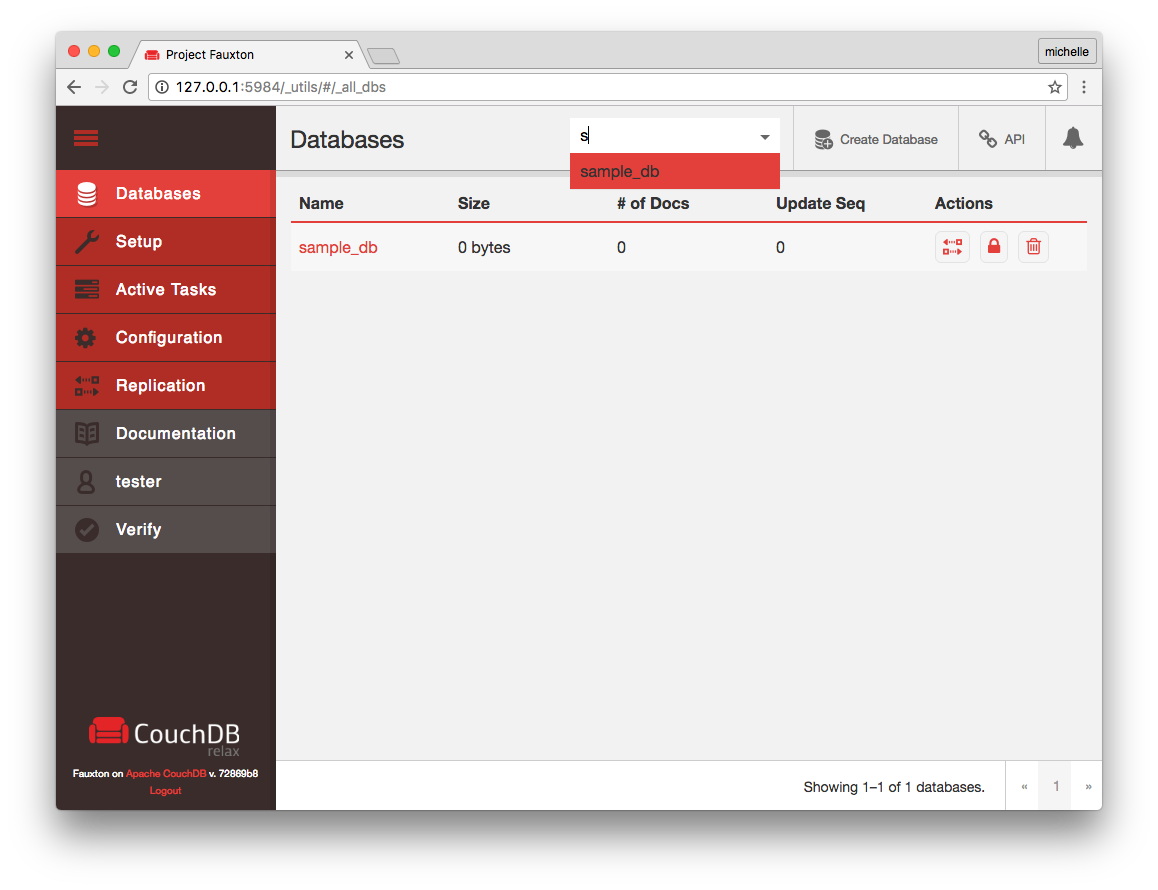 Project Fauxton
michelle
127.0.0.1:5984/_utils/#/_all_dbs
Databases
s
Create Database
API
sample_db
Databases
Setup
Active Tasks
Configuration
Replication
Documentation
tester
Verify
Name Size # of Docs Update Seq Actions
sample_db 0 bytes 0 0
CouchDB
relax
Fauxton on Apache CouchDB v. 72869b8
Logout
Showing 1–1 of 1 databases.
« 1 »